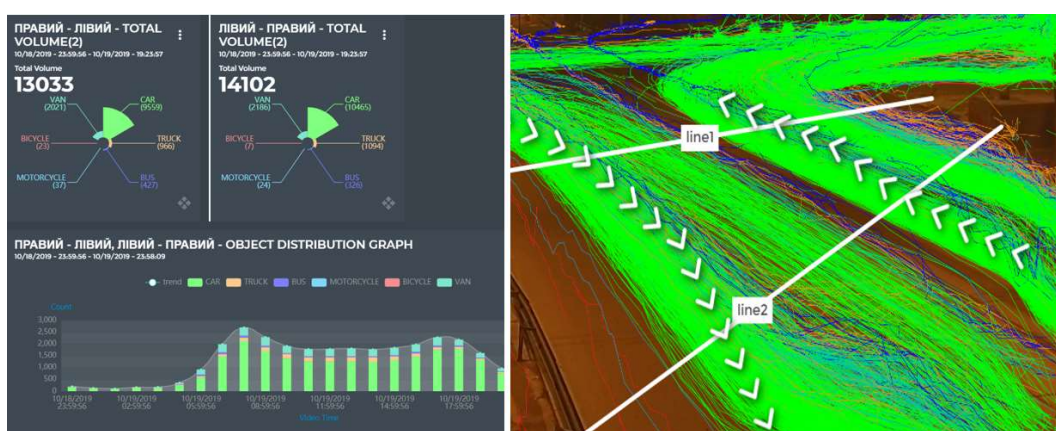 ПРАВИЙ - ЛІВИЙ - TOTAL
VOLUME(2)
10/18/2019 - 23:59:56 - 10/19/2019 - 19:23:57
Total Volume
13033
VAN
(2021)
CAR
(9559)
BICYCLE
(23)
TRUCK
(966)
MOTORCYCLE
(37)
BUS
(427)
ЛІВИЙ - ПРАВИЙ - TOTAL
VOLUME(2)
10/18/2019 - 23:59:56 - 10/19/2019 - 19:23:57
Total Volume
14102
VAN
(2186)
CAR
(10465)
BICYCLE
(7)
TRUCK
(1094)
MOTORCYCLE
(24)
BUS
(326)
ПРАВИЙ - ЛІВИЙ, ЛІВИЙ - ПРАВИЙ - OBJECT DISTRIBUTION GRAPH
10/18/2019 - 23:59:56 - 10/19/2019 - 23:58:09
trend CAR TRUCK BUS MOTORCYCLE BICYCLE VAN
Count
3,000
2,500
2,000
1,500
1,000
500
0
10/18/2019 10/19/2019 10/19/2019 10/19/2019 10/19/2019 10/19/2019 10/19/2019
23:59:56 02:59:56 05:59:56 08:59:56 11:59:56 14:59:56 17:59:56
Video Time
line1
line2